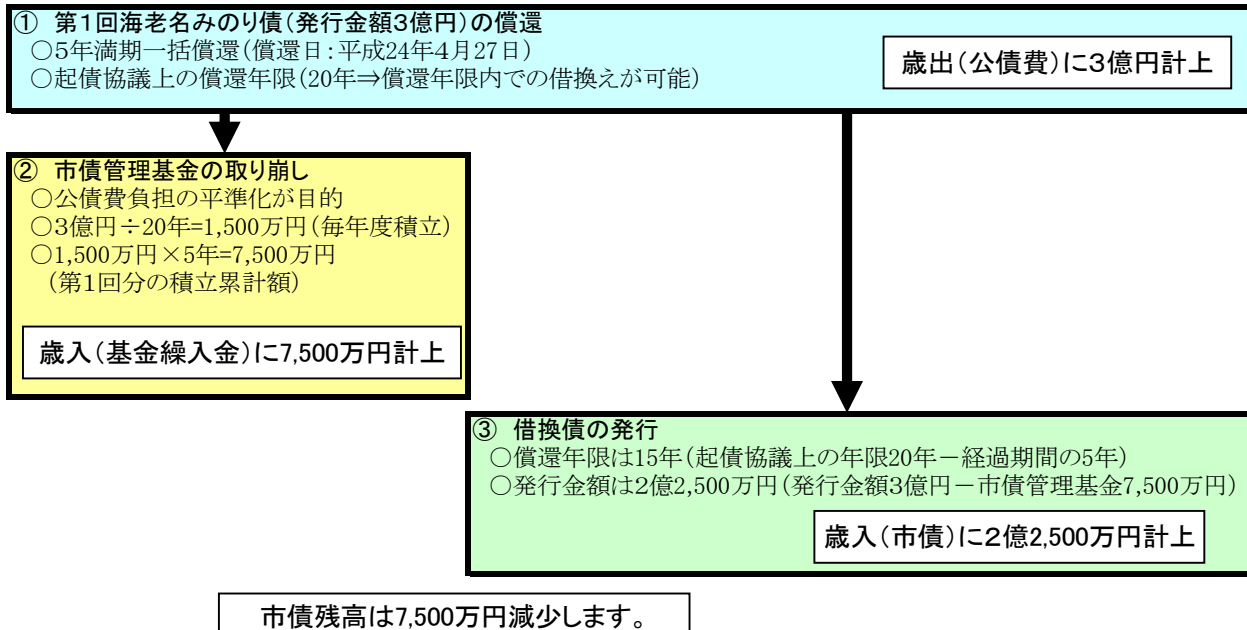 ① 第1回海老名みのり債(発行金額3億円)の償還
○5年満期一括償還(償還日:平成24年4月27日)
○起債協議上の償還年限(20年⇒償還年限内での借換えが可能)
歳出(公債費)に3億円計上
② 市債管理基金の取り崩し
○公債費負担の平準化が目的
○3億円÷20年=1,500万円(毎年度積立)
○1,500万円×5年=7,500万円
(第1回分の積立累計額)
歳入(基金繰入金)に7,500万円計上
③ 借換債の発行
○償還年限は15年(起債協議上の年限20年-経過期間の5年)
○発行金額は2億2,500万円(発行金額3億円-市債管理基金7,500万円)
歳入(市債)に2億2,500万円計上
市債残高は7,500万円減少します。